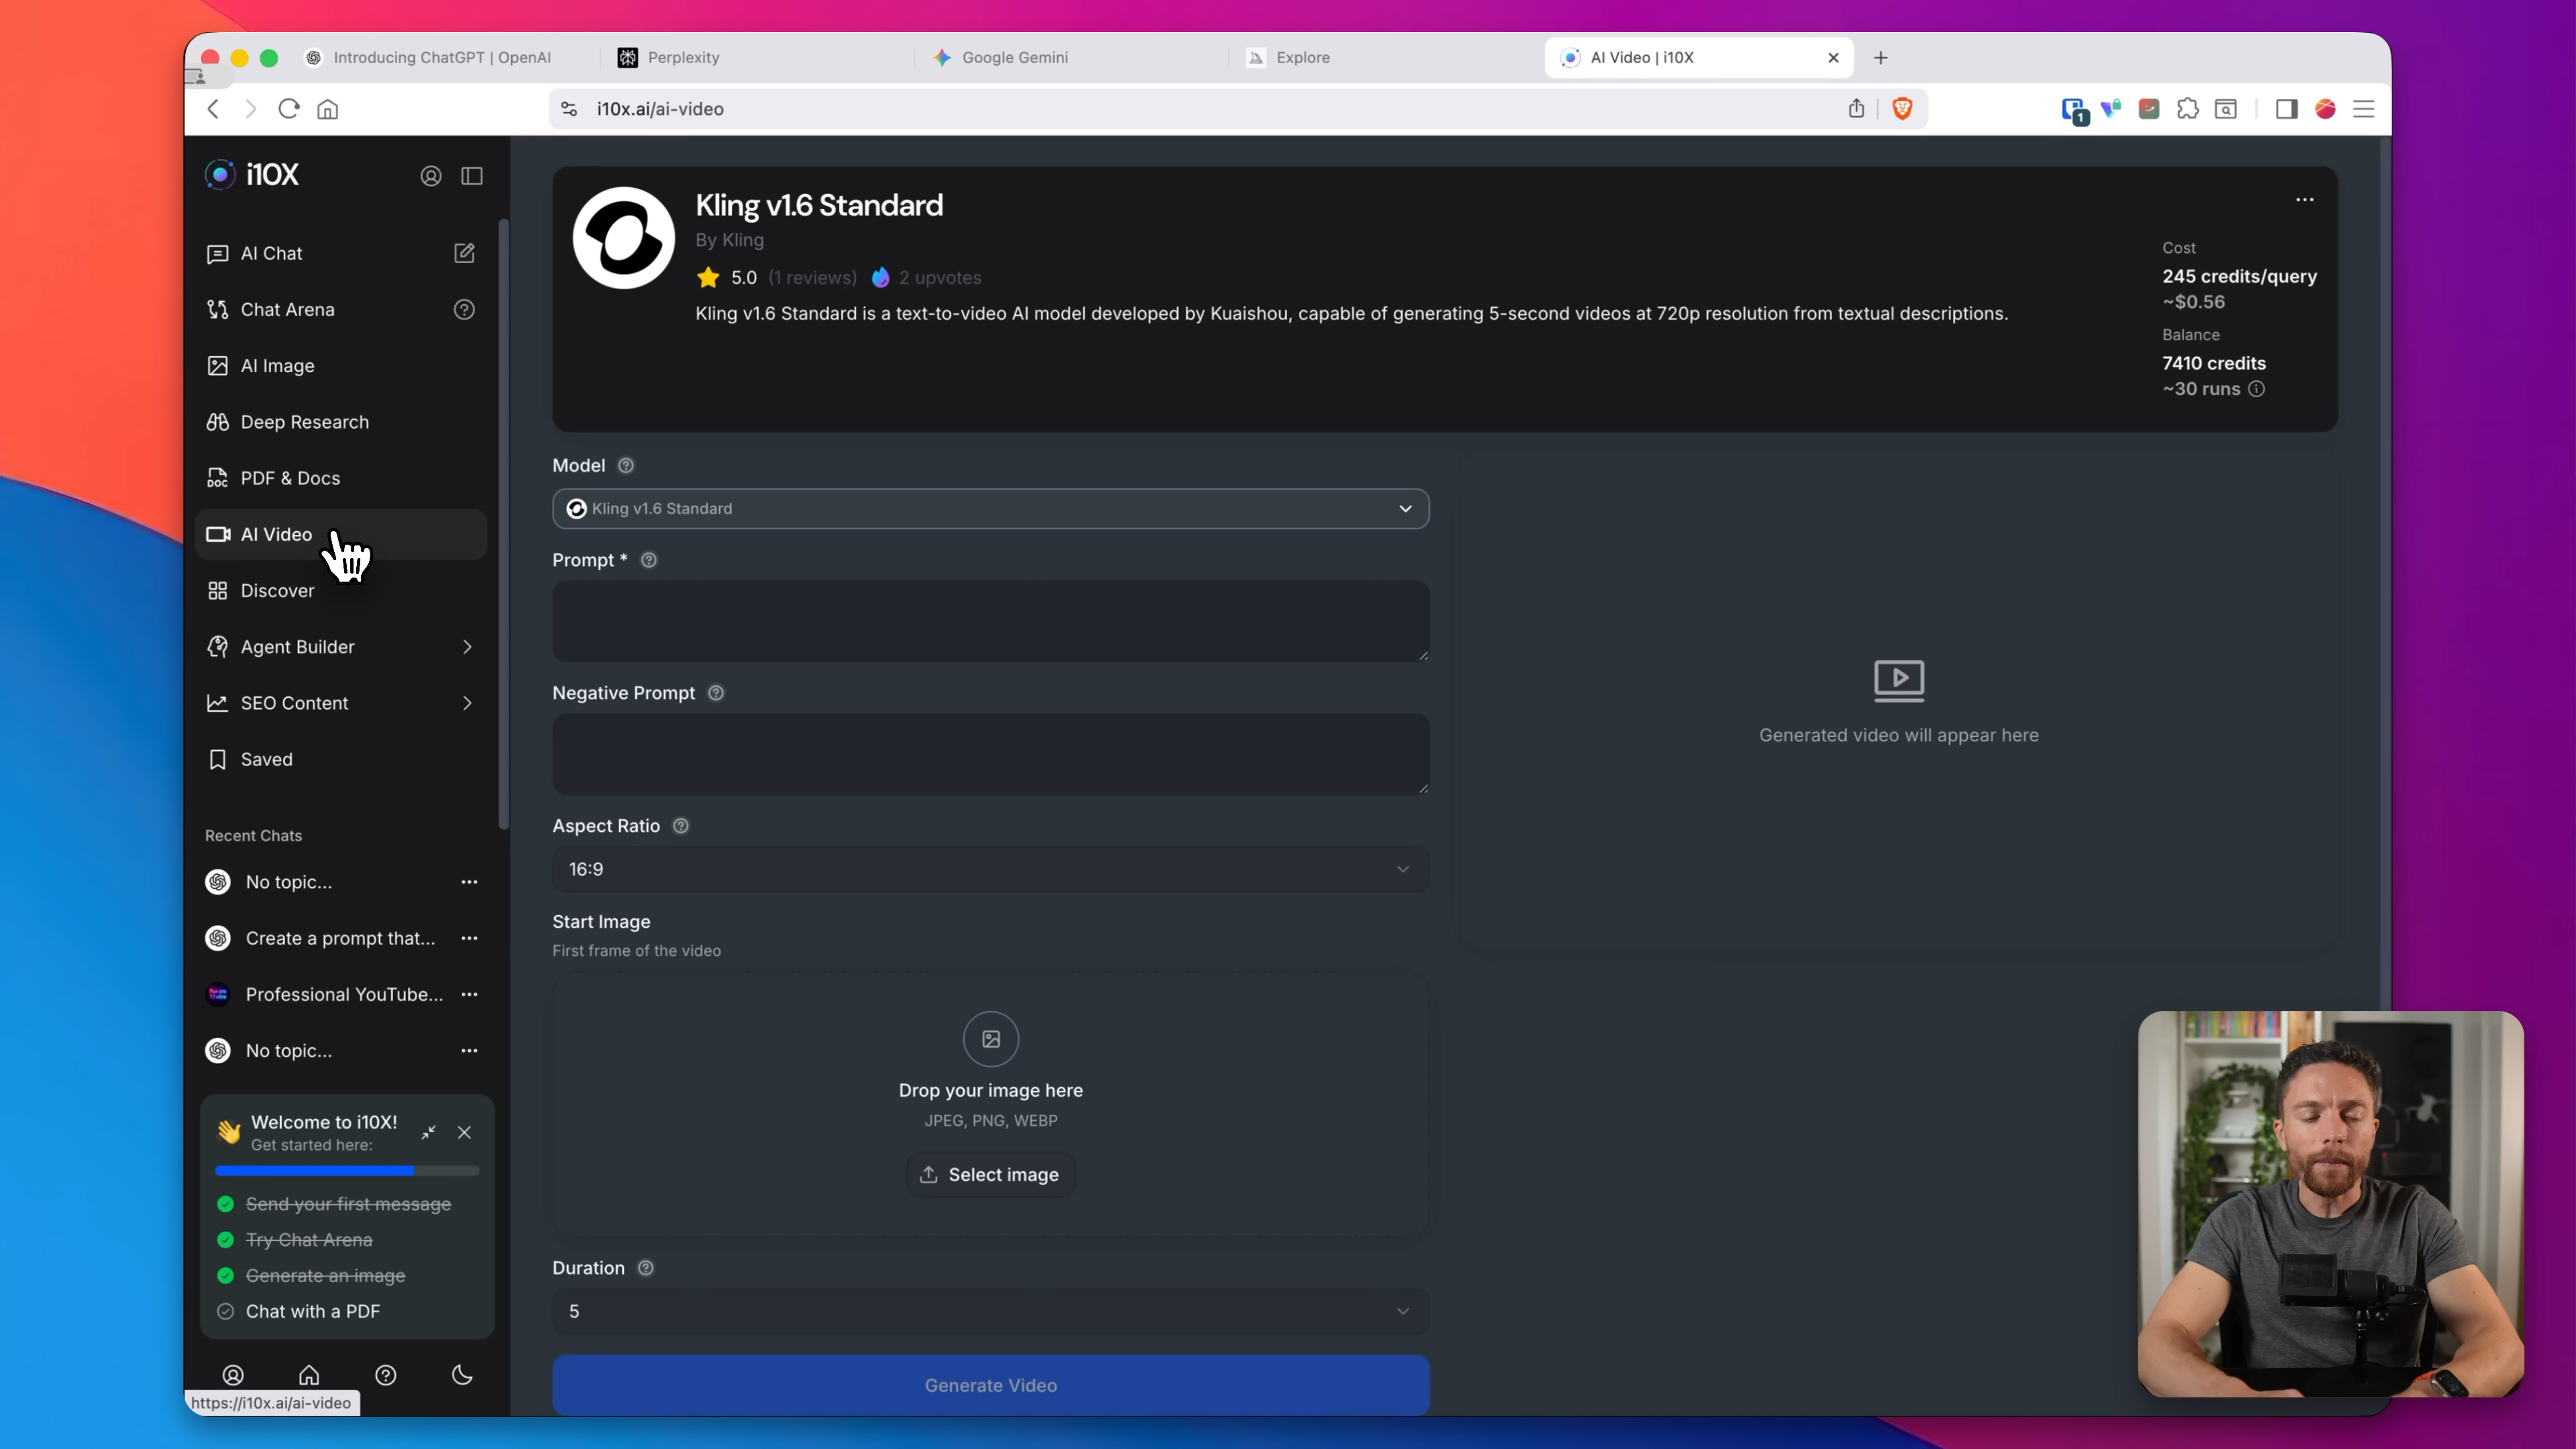 Introducing ChatGPT | OpenAI
Perplexity
Google Gemini
Explore
AI Video | i10X
i10x.ai/ai-video
1
i10X
AI Chat
Chat Arena
AI Image
Deep Research
DOC
PDF & Docs
AI Video
Discover
Agent Builder
SEO Content
Saved
Recent Chats
No topic...
Create a prompt that...
Professional YouTube...
No topic...
Welcome to i10X!
Get started here:
Send your first message
Try Chat Arena
Generate an image
Chat with a PDF
https://i10x.ai/ai-video
Kling v1.6 Standard
By Kling
5.0 (1 reviews) 2 upvotes
Kling v1.6 Standard is a text-to-video AI model developed by Kuaishou, capable of generating 5-second videos at 720p resolution from textual descriptions.
Cost
245 credits/query
~$0.56
Balance
7410 credits
~30 runs
Model
Kling v1.6 Standard
Prompt *
Negative Prompt
Aspect Ratio
16:9
Start Image
First frame of the video
Drop your image here
JPEG, PNG, WEBP
Select image
Duration
5
Generate Video
Generated video will appear here